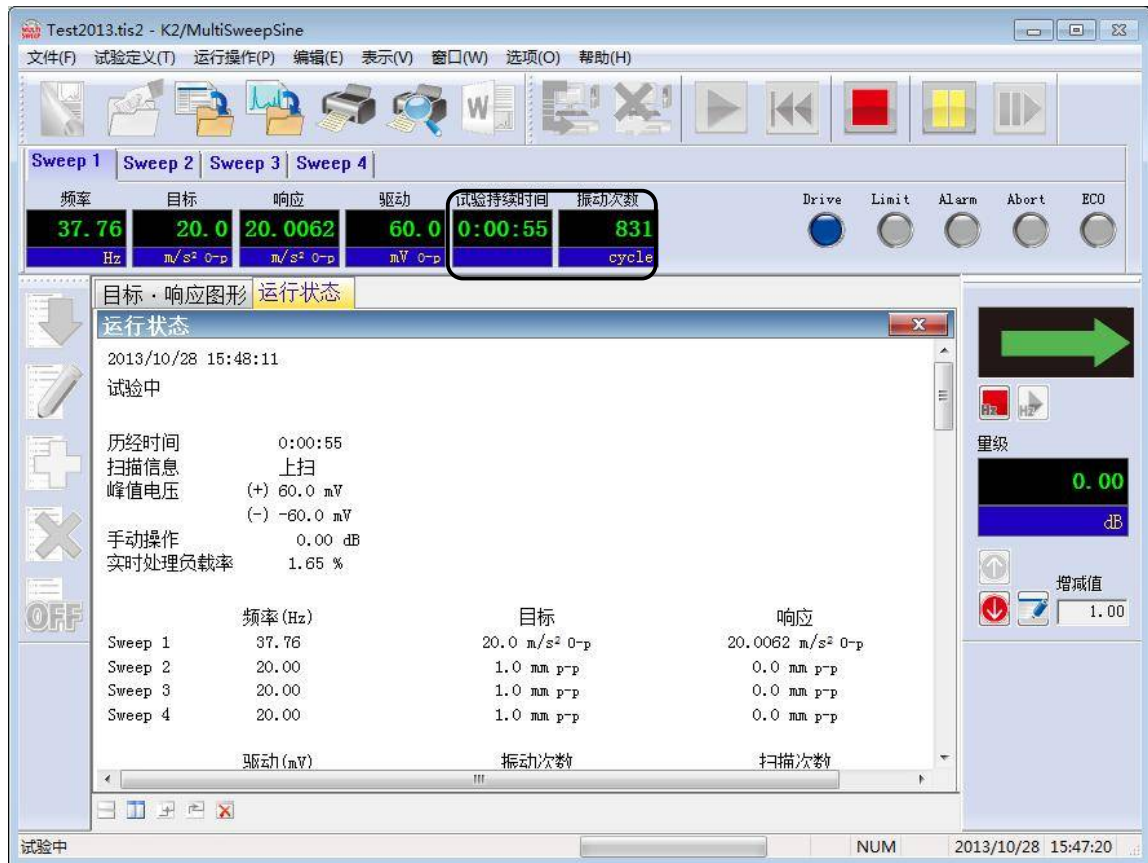 Test2013.tis2 - K2/MultiSweepSine
文件(F) 试验定义(T) 运行操作(P) 编辑(E) 表示(V) 窗口(W) 选项(O) 帮助(H)
W
Sweep 1 Sweep 2 Sweep 3 Sweep 4
频率 目标 响应 驱动 试验持续时间 振动次数 Drive Limit Alarm Abort ECO
37.76 20.0 20.0062 60.0 0:00:55 831
Hz m/s² 0-p m/s² 0-p mV 0-p cycle
目标・响应图形 运行状态
运行状态
2013/10/28 15:48:11
试验中
历经时间 0:00:55
扫描信息 上扫
峰值电压 (+) 60.0 mV
(-) -60.0 mV
手动操作 0.00 dB
实时处理负载率 1.65 %
频率(Hz) 目标 响应
Sweep 1 37.76 20.0 m/s² 0-p 20.0062 m/s² 0-p
Sweep 2 20.00 1.0 mm p-p 0.0 mm p-p
Sweep 3 20.00 1.0 mm p-p 0.0 mm p-p
Sweep 4 20.00 1.0 mm p-p 0.0 mm p-p
驱动(mV) 振动次数 扫描次数
OFF
Hz Hz
量级
0.00
dB
增减值
1.00
试验中 NUM 2013/10/28 15:47:20